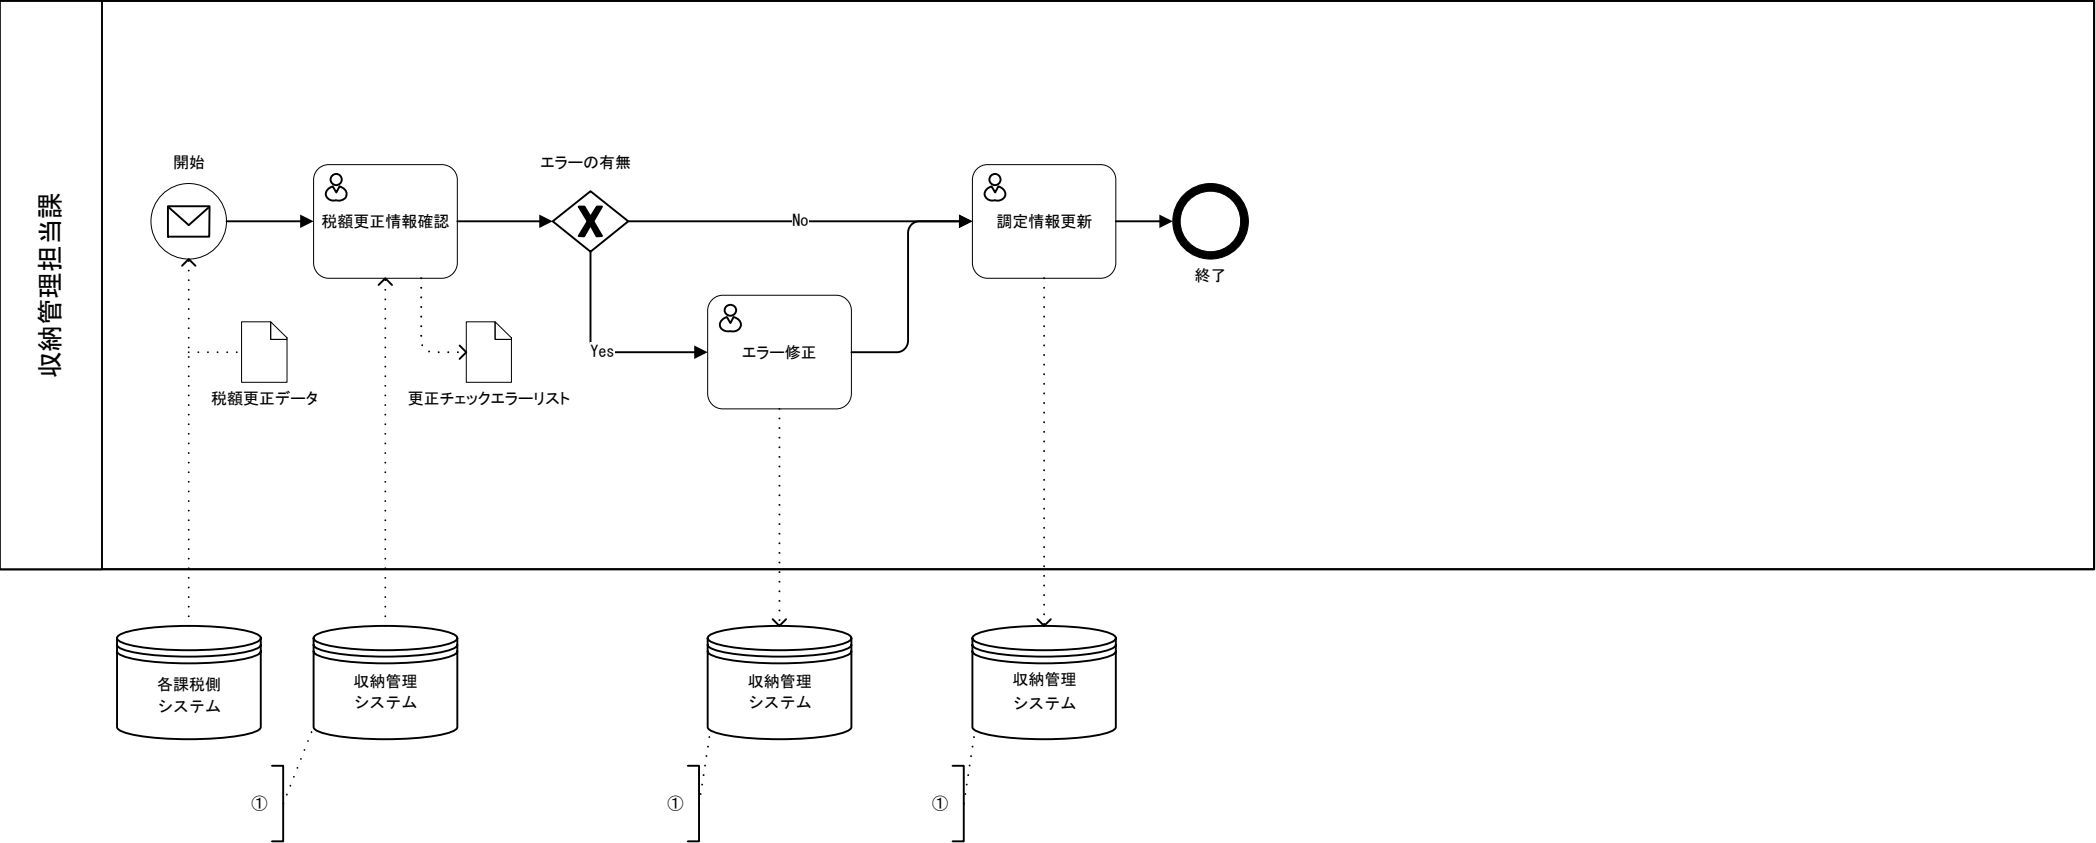 収納管理担当課
開始
税額更正情報確認
エラーの有無
No
Yes
エラー修正
調定情報更新
終了
税額更正データ
更正チェックエラーリスト
各課税側
システム
収納管理
システム
収納管理
システム
収納管理
システム
①
①
①